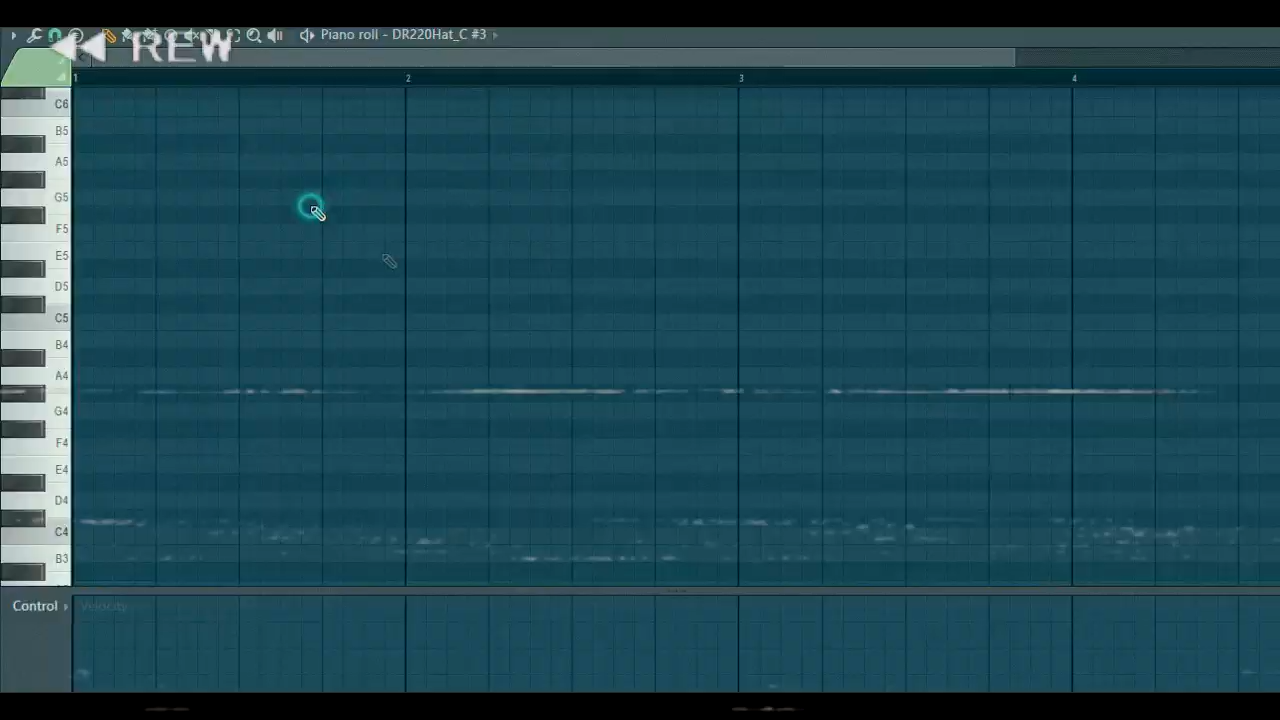 Piano roll - DR220Hat_C #3
REW
1 2 3 4
C6
B5
A5
G5
F5
E5
D5
C5
B4
A4
G4
F4
E4
D4
C4
B3
Control Velocity